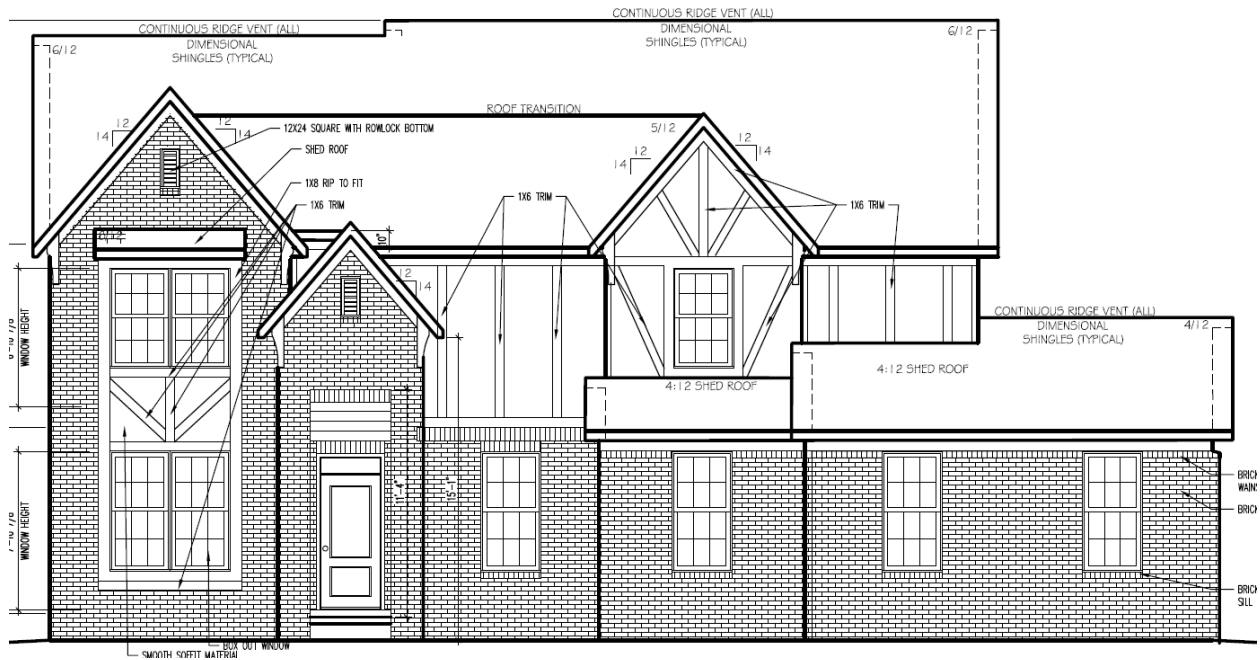 CONTINUOUS RIDGE VENT (ALL)
CONTINUOUS RIDGE VENT (ALL)
DIMENSIONAL
SHINGLES (TYPICAL)
6/12
DIMENSIONAL
SHINGLES (TYPICAL)
6/12
ROOF TRANSITION
12
14
12
14
12X24 SQUARE WITH ROWLOCK BOTTOM
SHED ROOF
5/12
12
14
12
14
1X8 RIP TO FIT
1X6 TRIM
1X6 TRIM
1X6 TRIM
10"
12
14
WINDOW HEIGHT
CONTINUOUS RIDGE VENT (ALL)
DIMENSIONAL
SHINGLES (TYPICAL)
4/12
4:12 SHED ROOF
4:12 SHED ROOF
11'-4"
15'-1"
WINDOW HEIGHT
BRICK
BRICK
BRICK
SILL
BOX OUT WINDOW
SMOOTH SOFFIT MATERIAL